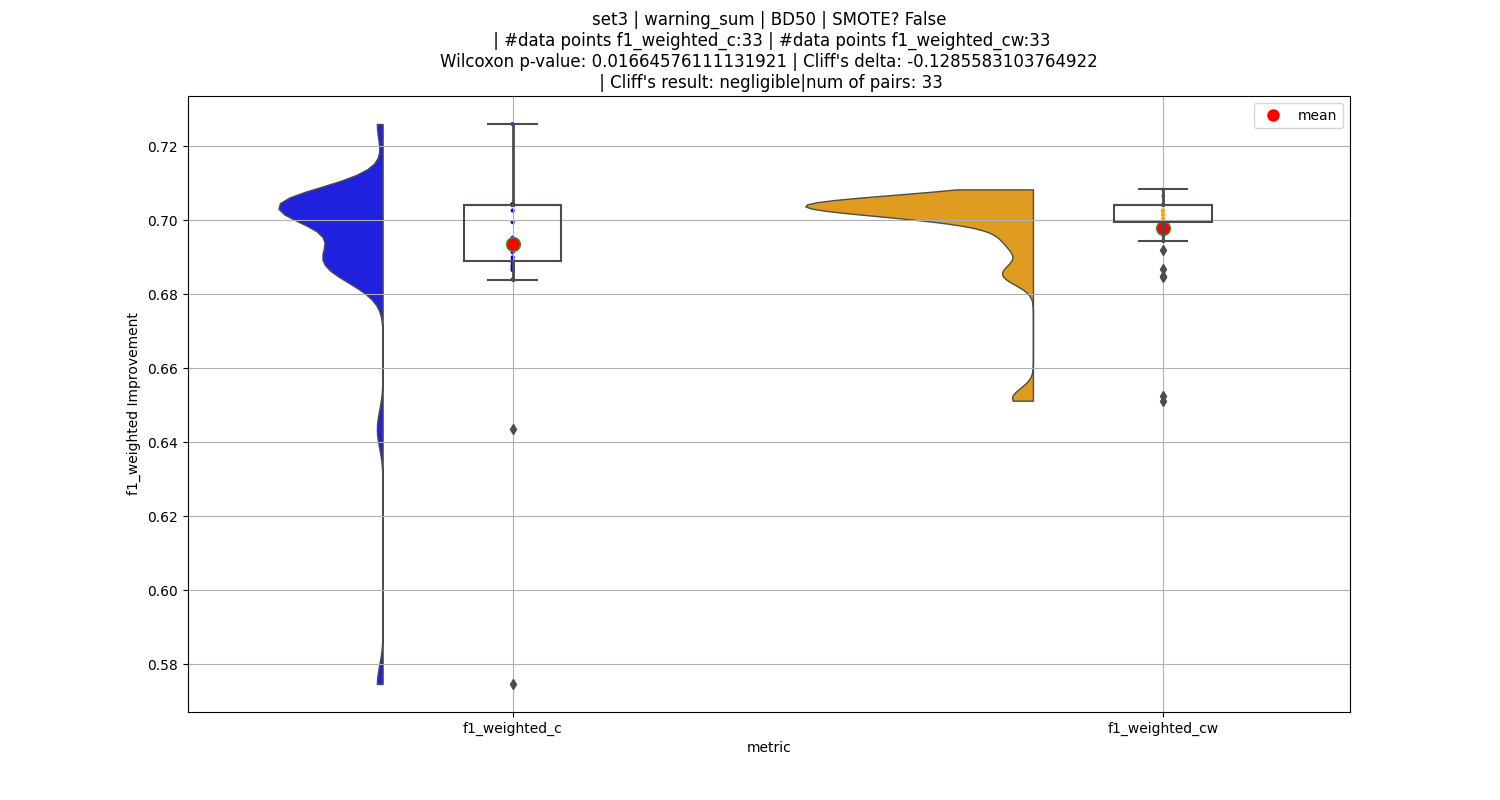 set3 | warning_sum | BD50 | SMOTE? False
| #data points f1_weighted_c:33 | #data points f1_weighted_cw:33
Wilcoxon p-value: 0.01664576111131921 | Cliff's delta: -0.1285583103764922
| Cliff's result: negligible|num of pairs: 33
mean
0.72
0.70
0.68
0.66
0.64
0.62
0.60
0.58
f1_weighted Improvement
f1_weighted_c
f1_weighted_cw
metric